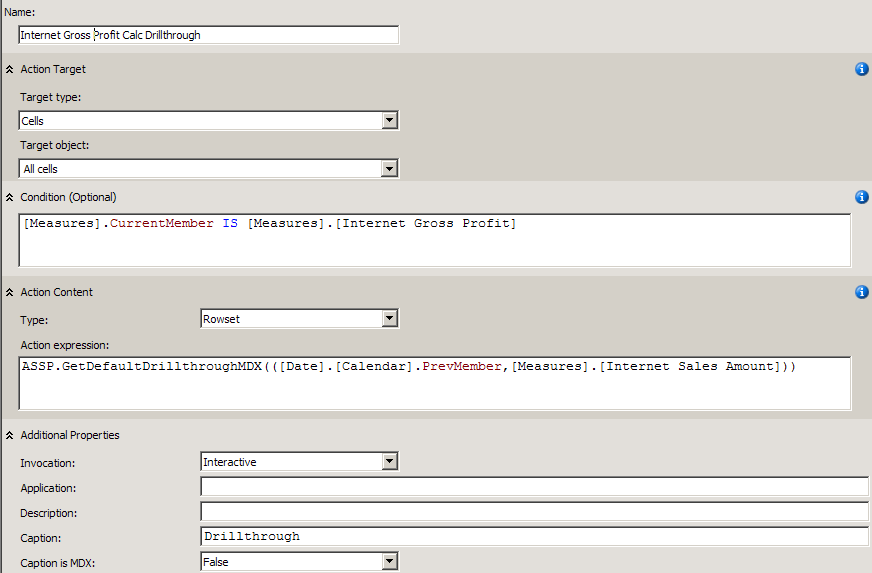 Name:
Internet Gross Profit Calc Drillthrough
Action Target
Target type:
Cells
Target object:
All cells
Condition (Optional)
[Measures].CurrentMember IS [Measures].[Internet Gross Profit]
Action Content
Type: Rowset
Action expression:
ASSP.GetDefaultDrillthroughMDX(([Date].[Calendar].PrevMember,[Measures].[Internet Sales Amount]))
Additional Properties
Invocation: Interactive
Application:
Description:
Caption: Drillthrough
Caption is MDX: False